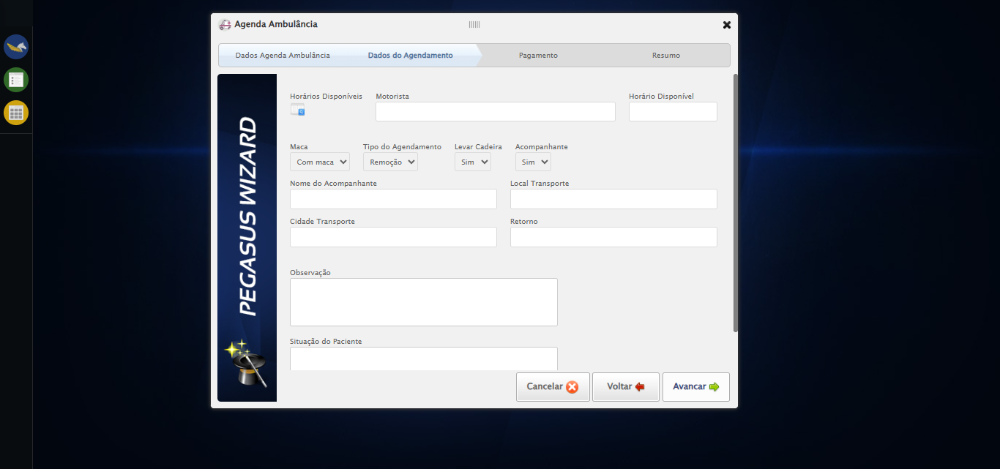 Agenda Ambulância
Dados Agenda Ambulância Dados do Agendamento Pagamento Resumo
PEGASUS WIZARD
Horários Disponíveis Motorista Horário Disponível
Maca Tipo do Agendamento Levar Cadeira Acompanhante
Com maca Remoção Sim Sim
Nome do Acompanhante Local Transporte
Cidade Transporte Retorno
Observação
Situação do Paciente
Cancelar Voltar Avancar